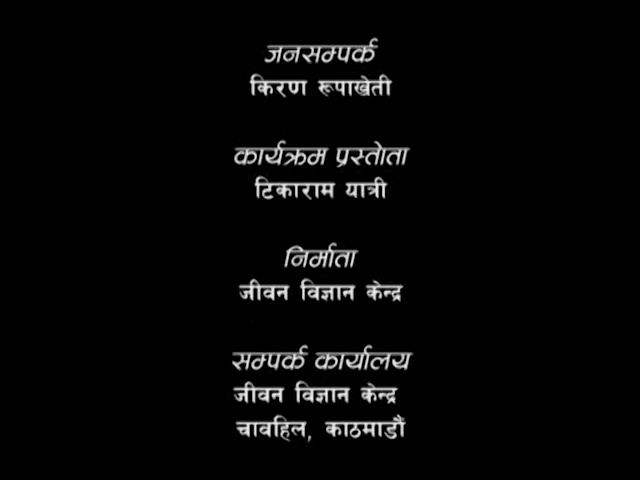 जनसम्पर्क
किरण रूपाखेती
कार्यक्रम प्रस्तोता
टिकाराम यात्री
निर्माता
जीवन विज्ञान केन्द्र
सम्पर्क कार्यालय
जीवन विज्ञान केन्द्र
चावहिल, काठमाडौं